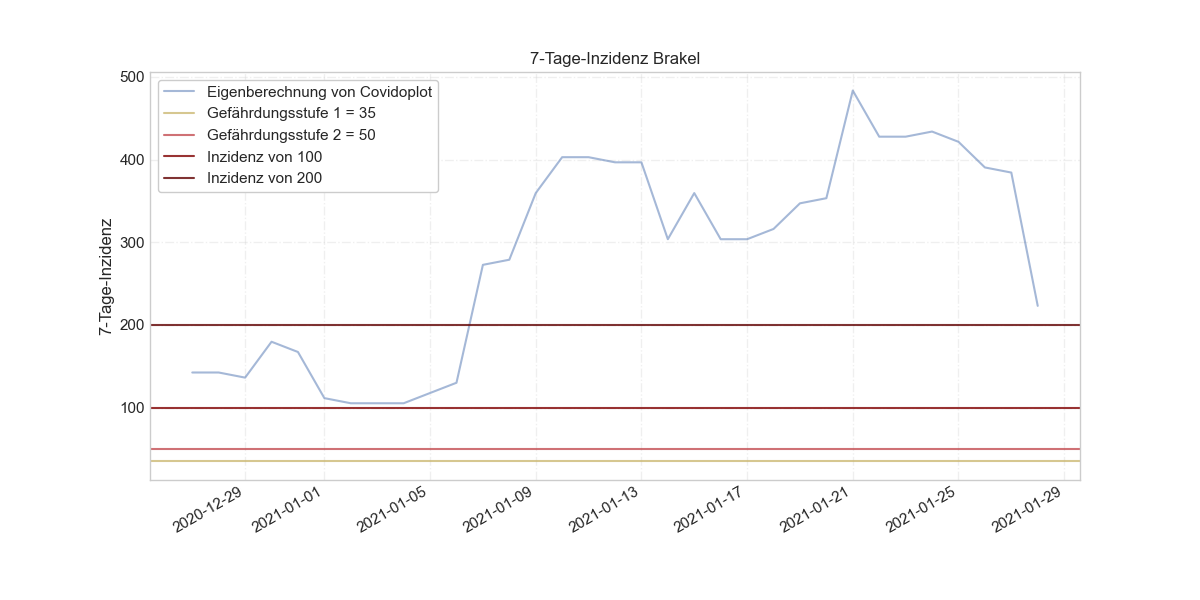 7-Tage-Inzidenz Brakel
500
400
300
200
100
7-Tage-Inzidenz
Eigenberechnung von Covidoplot
Gefährdungsstufe 1 = 35
Gefährdungsstufe 2 = 50
Inzidenz von 100
Inzidenz von 200
2020-12-29
2021-01-01
2021-01-05
2021-01-09
2021-01-13
2021-01-17
2021-01-21
2021-01-25
2021-01-29